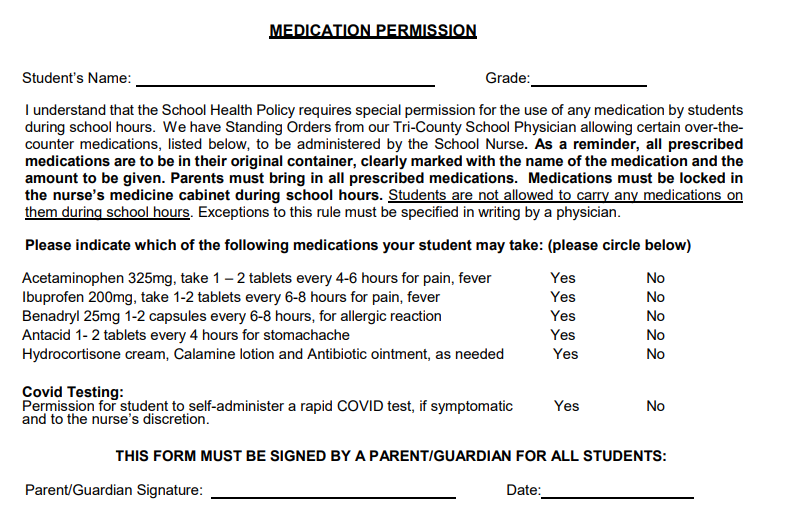 MEDICATION PERMISSION
Student's Name: Grade:
I understand that the School Health Policy requires special permission for the use of any medication by students
during school hours. We have Standing Orders from our Tri-County School Physician allowing certain over-the-
counter medications, listed below, to be administered by the School Nurse. As a reminder, all prescribed
medications are to be in their original container, clearly marked with the name of the medication and the
amount to be given. Parents must bring in all prescribed medications. Medications must be locked in
the nurse's medicine cabinet during school hours. Students are not allowed to carry any medications on
them during school hours. Exceptions to this rule must be specified in writing by a physician.
Please indicate which of the following medications your student may take: (please circle below)
Acetaminophen 325mg, take 1 – 2 tablets every 4-6 hours for pain, fever Yes No
Ibuprofen 200mg, take 1-2 tablets every 6-8 hours for pain, fever Yes No
Benadryl 25mg 1-2 capsules every 6-8 hours, for allergic reaction Yes No
Antacid 1- 2 tablets every 4 hours for stomachache Yes No
Hydrocortisone cream, Calamine lotion and Antibiotic ointment, as needed Yes No
Covid Testing:
Permission for student to self-administer a rapid COVID test, if symptomatic Yes No
and to the nurse's discretion.
THIS FORM MUST BE SIGNED BY A PARENT/GUARDIAN FOR ALL STUDENTS:
Parent/Guardian Signature: Date: